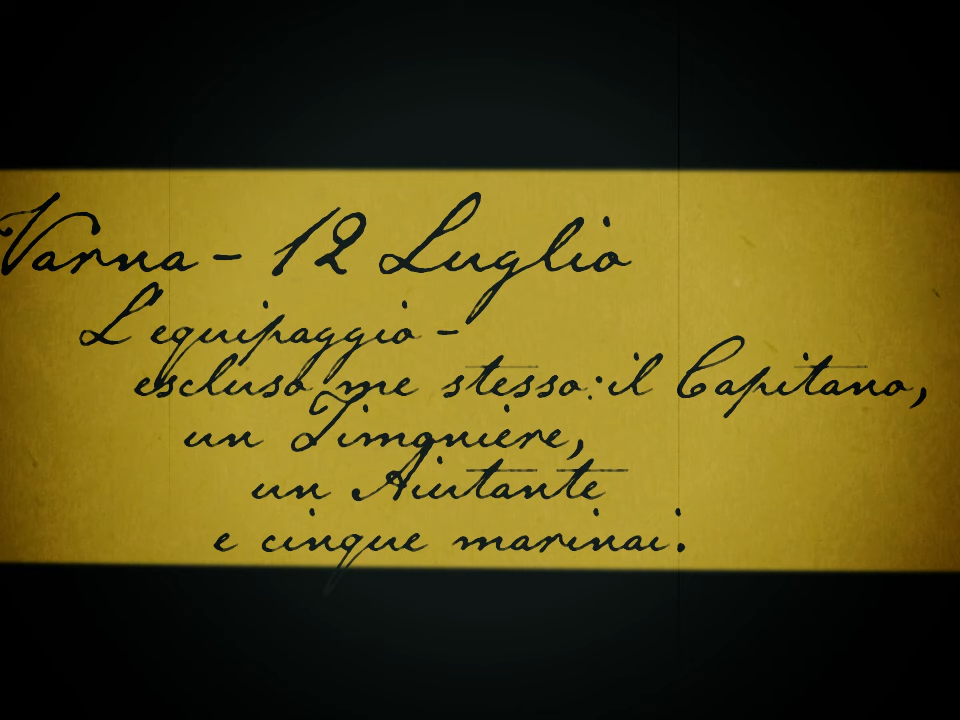 Varna - 12 Luglio
L'equipaggio -
escluso me stesso: il Capitano,
un Timoniere,
un Aiutante
e cinque marinai.